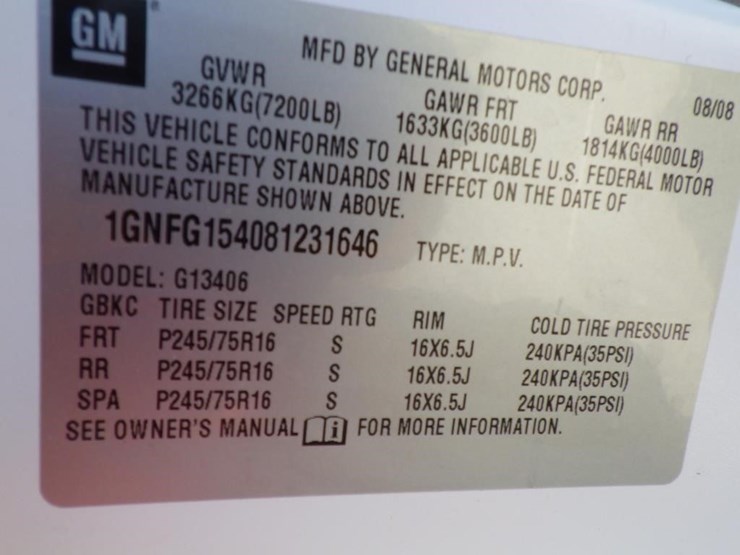 GM
MFD BY GENERAL MOTORS CORP. 08/08
GVWR GAWR FRT GAWR RR
3266KG(7200LB) 1633KG(3600LB) 1814KG(4000LB)
THIS VEHICLE CONFORMS TO ALL APPLICABLE U.S. FEDERAL MOTOR
VEHICLE SAFETY STANDARDS IN EFFECT ON THE DATE OF
MANUFACTURE SHOWN ABOVE.
1GNFG154081231646 TYPE: M.P.V.
MODEL: G13406
GBKC TIRE SIZE SPEED RTG RIM COLD TIRE PRESSURE
FRT P245/75R16 S 16X6.5J 240KPA(35PSI)
RR P245/75R16 S 16X6.5J 240KPA(35PSI)
SPA P245/75R16 S 16X6.5J 240KPA(35PSI)
SEE OWNER'S MANUAL i FOR MORE INFORMATION.